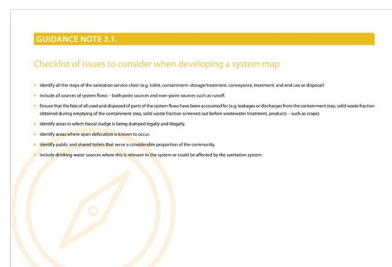 GUIDANCE NOTE 2.1.
Checklist of issues to consider when developing a system map
Identify all the steps of the sanitation service chain (e.g. toilet, containment–storage/treatment, conveyance, treatment, and end use or disposal)
Include all sources of system flows – both point sources and non-point sources such as runoff.
Ensure that the fate of all used and disposed of parts of the system flows have been accounted for (e.g. leakages or discharges from the containment step, solid waste fraction
obtained during emptying of the containment step, solid waste fraction screened out before wastewater treatment, products – such as crops).
Identify areas in which faecal sludge is being dumped legally and illegally.
Identify areas where open defecation is known to occur.
Identify public and shared toilets that serve a considerable proportion of the community.
Include drinking water sources where this is relevant to the system or could be affected by the sanitation system.